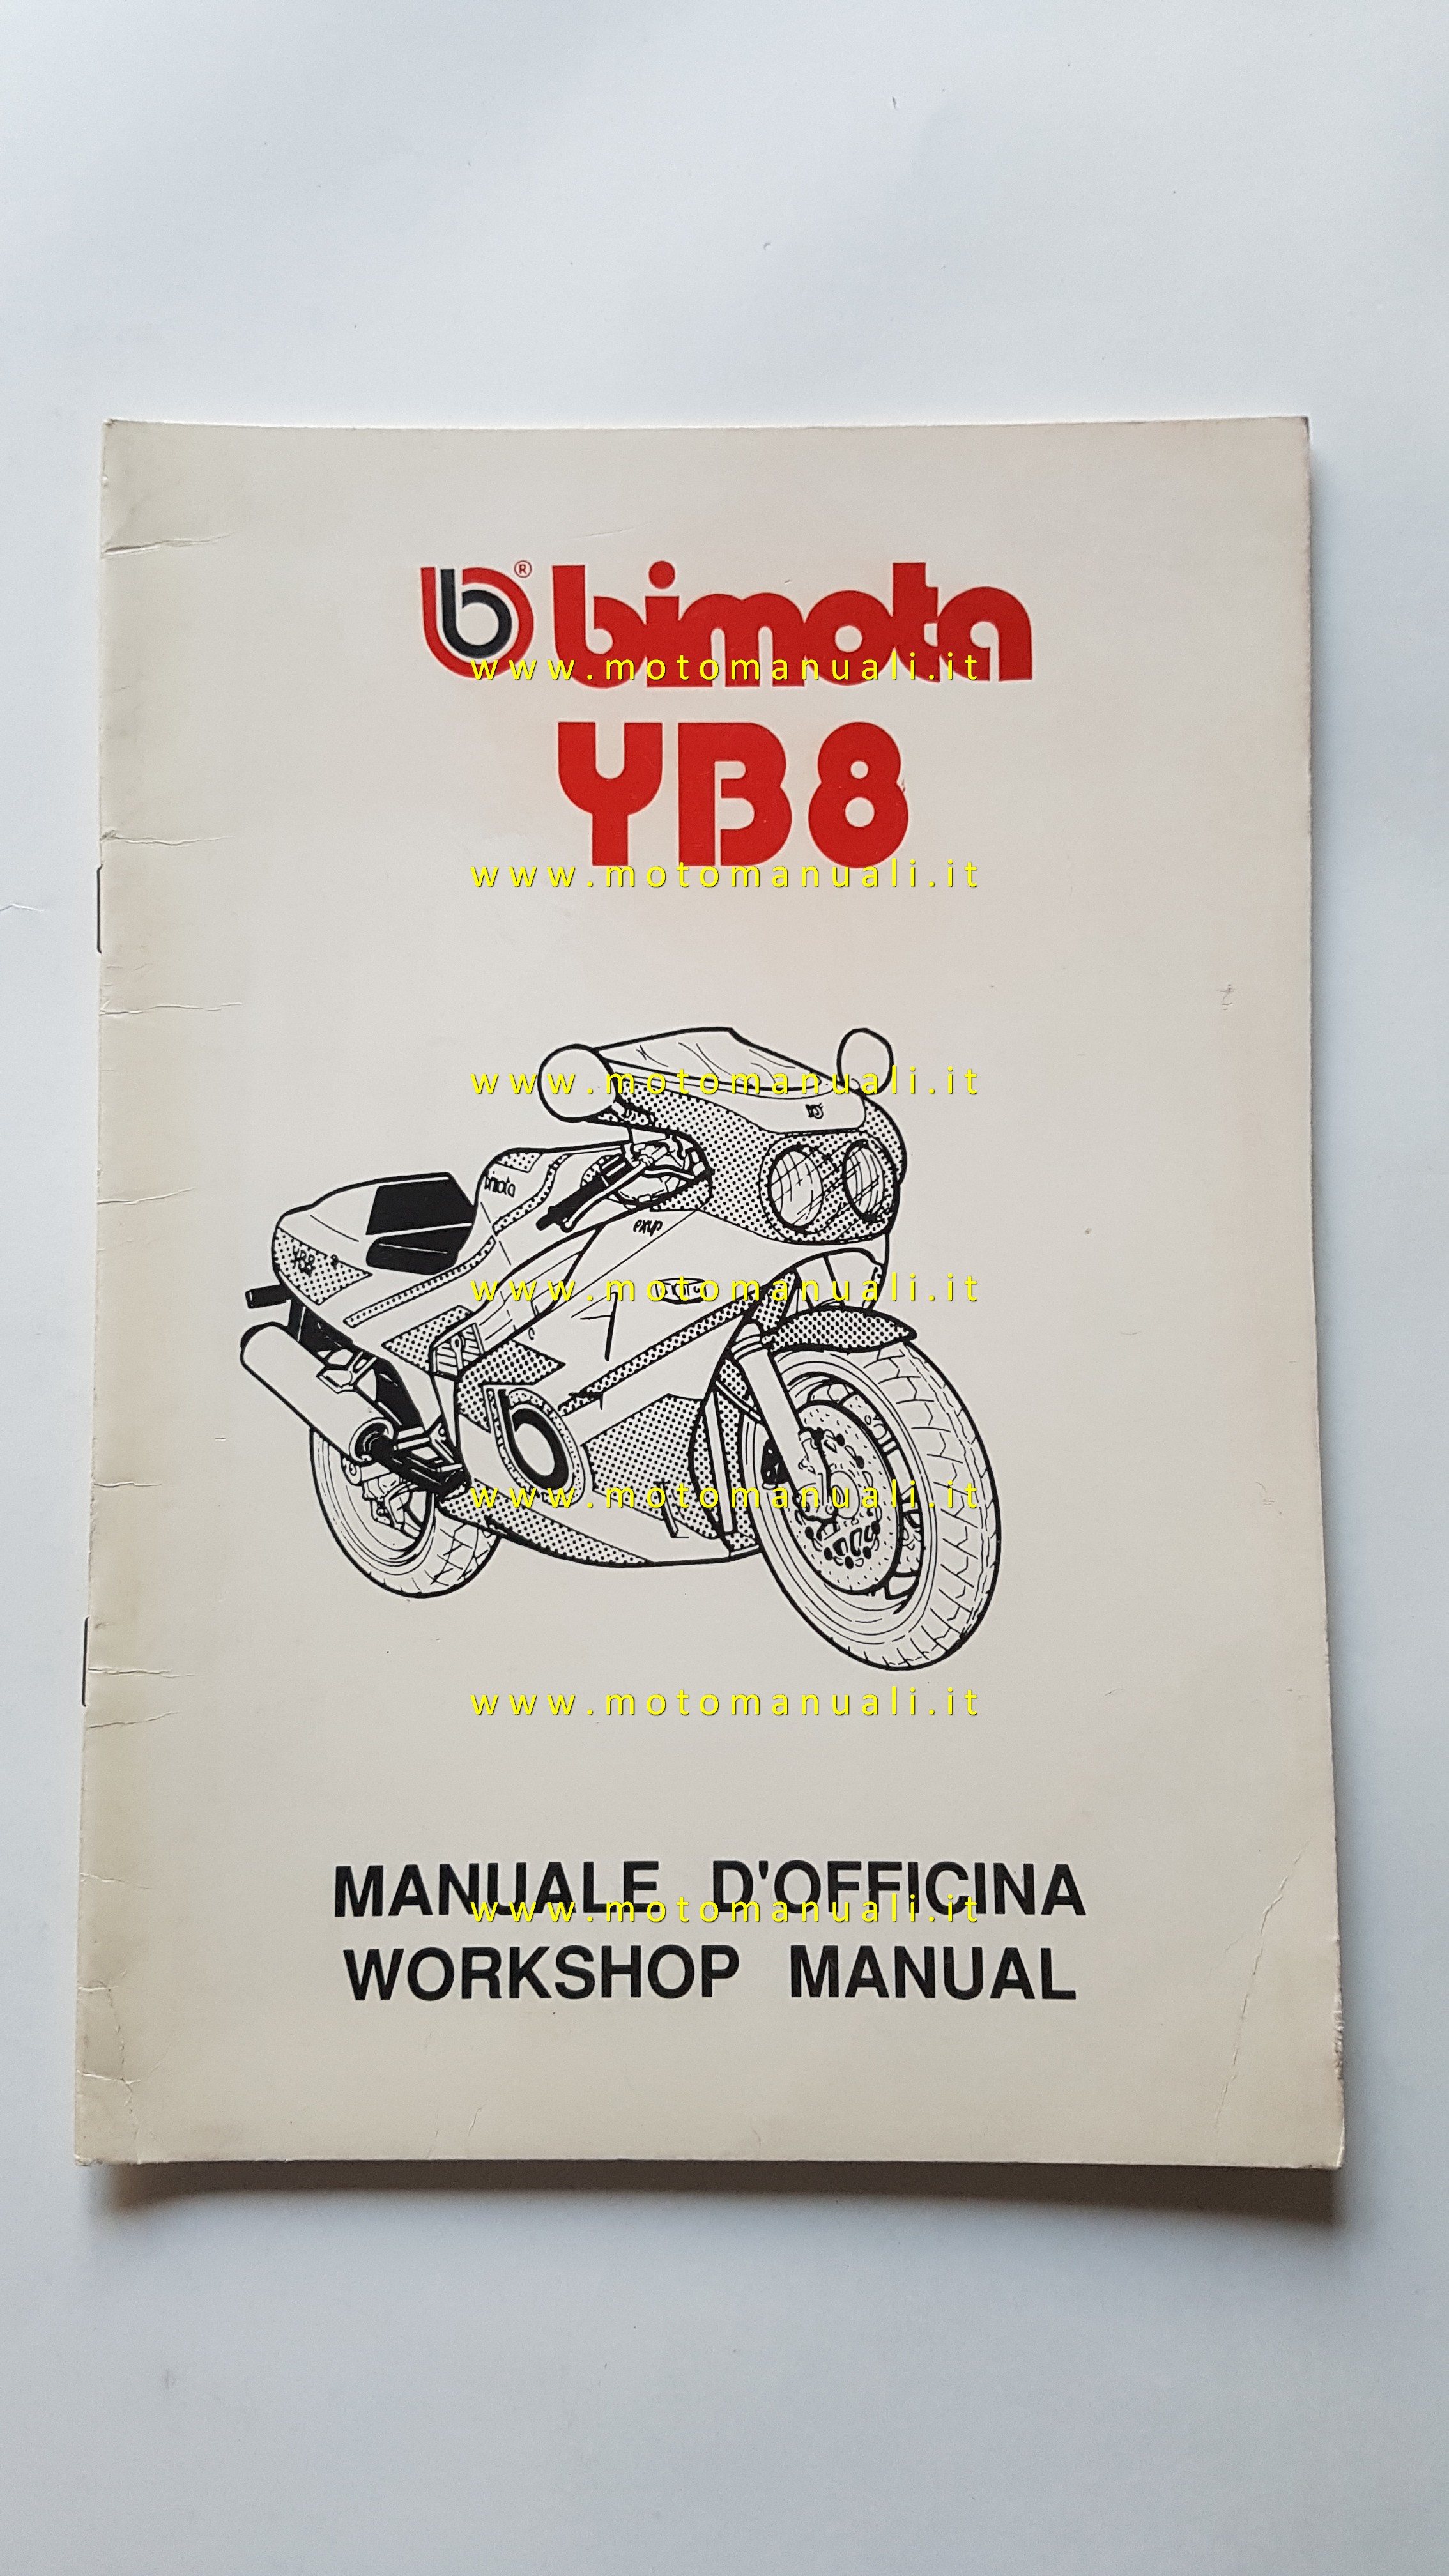 b ® bimota
www.motomanuali.it
YB8
www.motomanuali.it
www.motomanuali.it
bimota
exup
YB8
www.motomanuali.it
b
www.motomanuali.it
www.motomanuali.it
MANUALE D'OFFICINA
www.motomanuali.it
WORKSHOP MANUAL